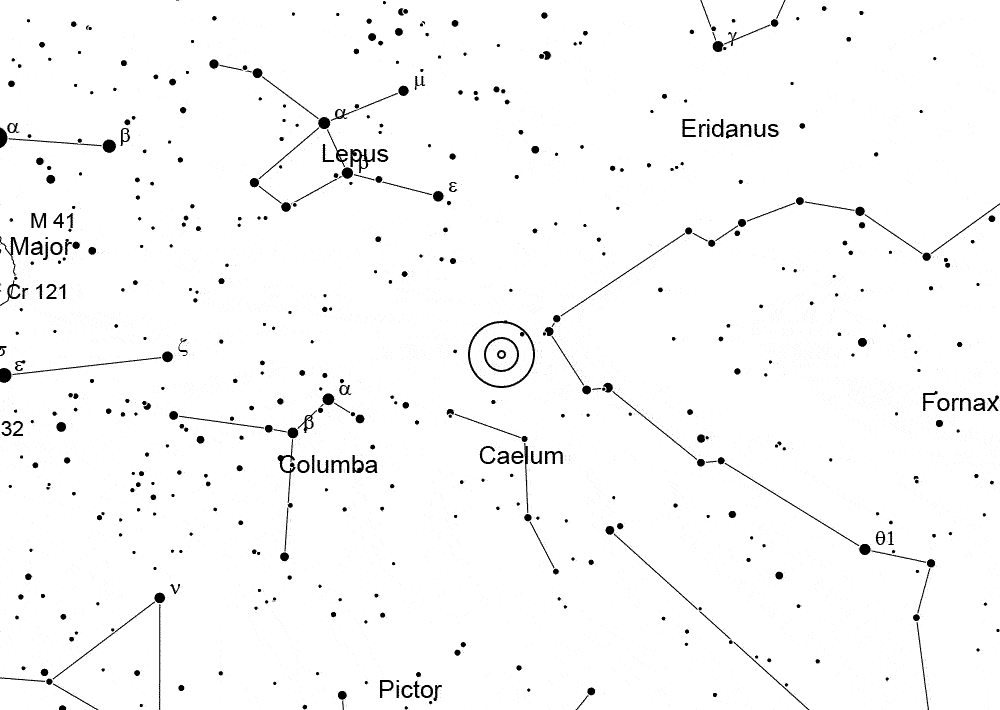 γ
μ
α
Eridanus
α
β
Lepus
β
ε
M 41
Major
Cr 121
ζ
σ
ε
α
Fornax
β
32
Caelum
Columba
θ1
ν
Pictor